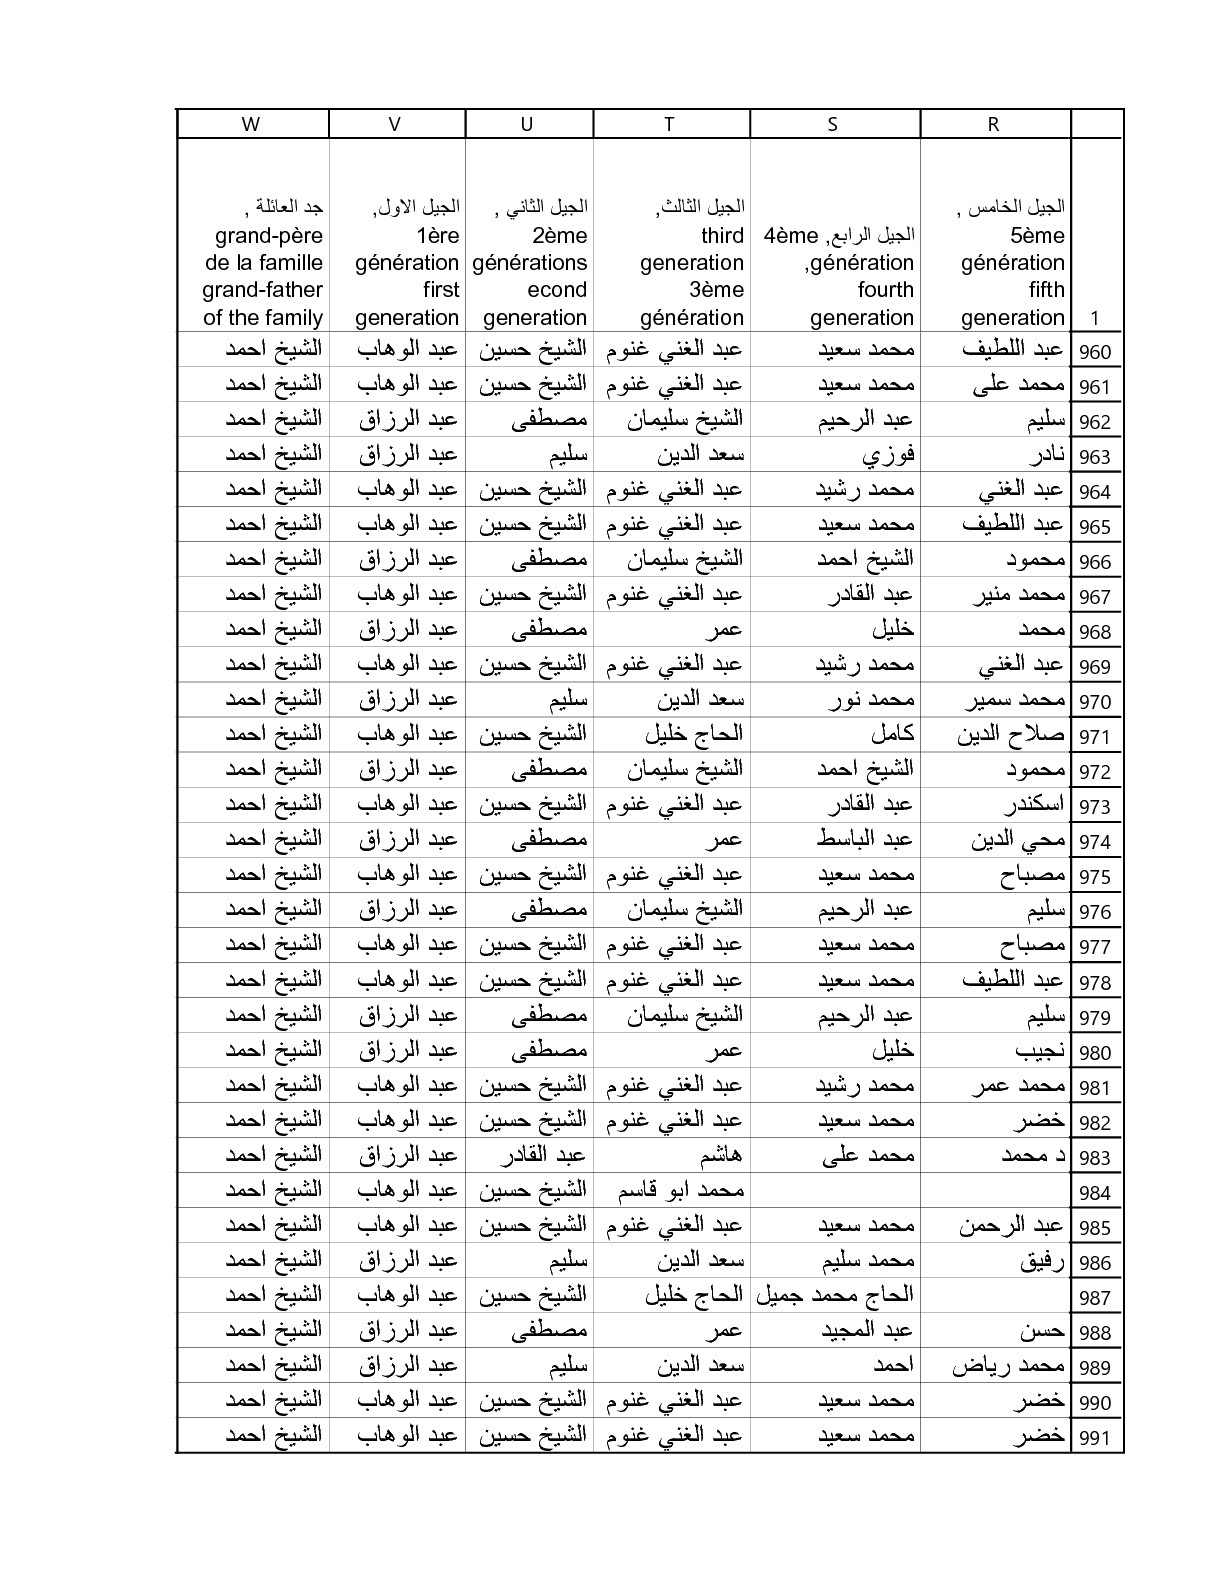 R S T U V W
الجيل الخامس , 5ème génération fifth generation
الجيل الرابع, 4ème génération, fourth generation
الجيل الثالث, third generation 3ème génération
الجيل الثاني , 2ème générations econd generation
الجيل الاول, 1ère génération first generation
جد العائلة , grand-père de la famille grand-father of the family
1
960 عبد اللطيف محمد سعيد عبد الغني غنوم الشيخ حسين عبد الوهاب الشيخ احمد
961 محمد على محمد سعيد عبد الغني غنوم الشيخ حسين عبد الوهاب الشيخ احمد
962 سليم عبد الرحيم الشيخ سليمان مصطفى عبد الرزاق الشيخ احمد
963 نادر فوزي سعد الدين سليم عبد الرزاق الشيخ احمد
964 عبد الغني محمد رشيد عبد الغني غنوم الشيخ حسين عبد الوهاب الشيخ احمد
965 عبد اللطيف محمد سعيد عبد الغني غنوم الشيخ حسين عبد الوهاب الشيخ احمد
966 محمود الشيخ احمد الشيخ سليمان مصطفى عبد الرزاق الشيخ احمد
967 محمد منير عبد القادر عبد الغني غنوم الشيخ حسين عبد الوهاب الشيخ احمد
968 محمد خليل عمر مصطفى عبد الرزاق الشيخ احمد
969 عبد الغني محمد رشيد عبد الغني غنوم الشيخ حسين عبد الوهاب الشيخ احمد
970 محمد سمير محمد نور سعد الدين سليم عبد الرزاق الشيخ احمد
971 صلاح الدين كامل الحاج خليل الشيخ حسين عبد الوهاب الشيخ احمد
972 محمود الشيخ احمد الشيخ سليمان مصطفى عبد الرزاق الشيخ احمد
973 اسكندر عبد القادر عبد الغني غنوم الشيخ حسين عبد الوهاب الشيخ احمد
974 محي الدين عبد الباسط عمر مصطفى عبد الرزاق الشيخ احمد
975 مصباح محمد سعيد عبد الغني غنوم الشيخ حسين عبد الوهاب الشيخ احمد
976 سليم عبد الرحيم الشيخ سليمان مصطفى عبد الرزاق الشيخ احمد
977 مصباح محمد سعيد عبد الغني غنوم الشيخ حسين عبد الوهاب الشيخ احمد
978 عبد اللطيف محمد سعيد عبد الغني غنوم الشيخ حسين عبد الوهاب الشيخ احمد
979 سليم عبد الرحيم الشيخ سليمان مصطفى عبد الرزاق الشيخ احمد
980 نجيب خليل عمر مصطفى عبد الرزاق الشيخ احمد
981 محمد عمر محمد رشيد عبد الغني غنوم الشيخ حسين عبد الوهاب الشيخ احمد
982 خضر محمد سعيد عبد الغني غنوم الشيخ حسين عبد الوهاب الشيخ احمد
983 د محمد محمد على هاشم عبد القادر عبد الرزاق الشيخ احمد
984 محمد ابو قاسم الشيخ حسين عبد الوهاب الشيخ احمد
985 عبد الرحمن محمد سعيد عبد الغني غنوم الشيخ حسين عبد الوهاب الشيخ احمد
986 رفيق محمد سليم سعد الدين سليم عبد الرزاق الشيخ احمد
987 الحاج محمد جميل الحاج خليل الشيخ حسين عبد الوهاب الشيخ احمد
988 حسن عبد المجيد عمر مصطفى عبد الرزاق الشيخ احمد
989 محمد رياض احمد سعد الدين سليم عبد الرزاق الشيخ احمد
990 خضر محمد سعيد عبد الغني غنوم الشيخ حسين عبد الوهاب الشيخ احمد
991 خضر محمد سعيد عبد الغني غنوم الشيخ حسين عبد الوهاب الشيخ احمد